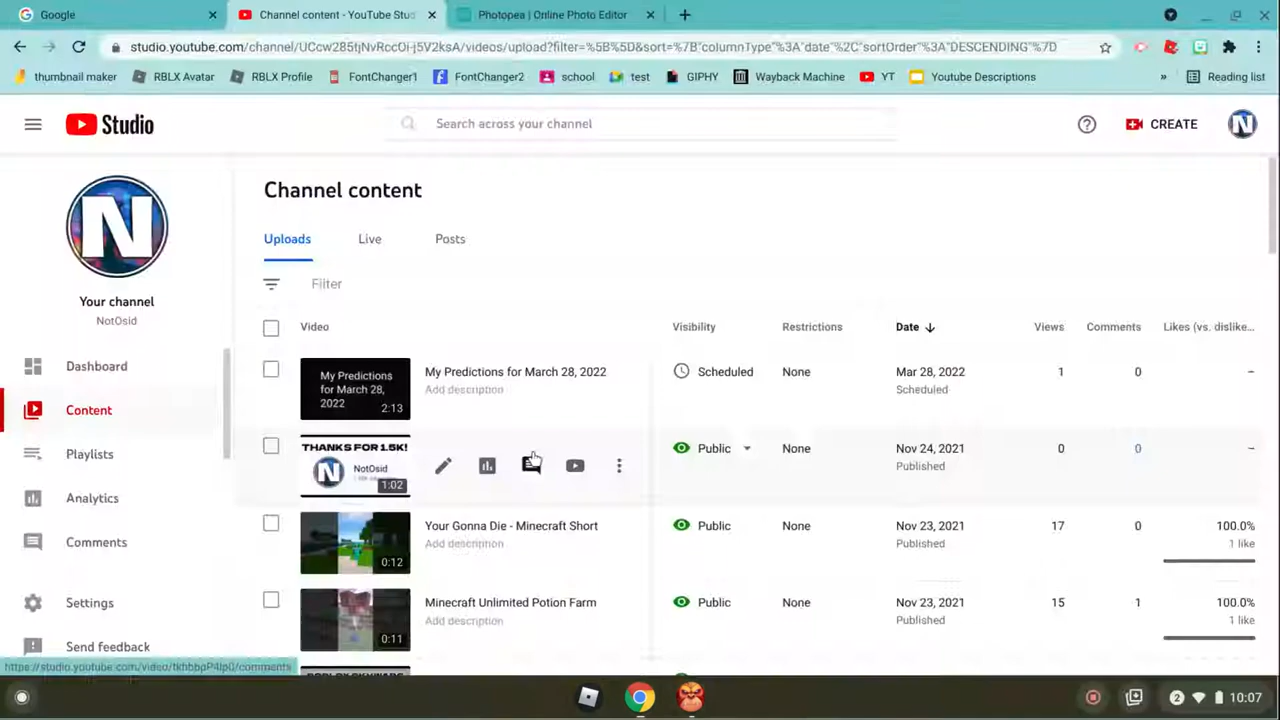 Google
Channel content - YouTube Stu
Photopea | Online Photo Editor
studio.youtube.com/channel/UCcw285tjNvRccOi-j5V2ksA/videos/upload?filter=%5B%5D&sort=%7B"columnType"%3A"date"%2C"sortOrder"%3A"DESCENDING"%7D
thumbnail maker
RBLX Avatar
RBLX Profile
FontChanger1
FontChanger2
school
test
GIPHY
Wayback Machine
YT
Youtube Descriptions
»
Reading list
Studio
Search across your channel
CREATE
N
N
Your channel
NotOsid
Dashboard
Content
Playlists
Analytics
Comments
Settings
Send feedback
Channel content
Uploads
Live
Posts
Filter
Video
Visibility
Restrictions
Date
Views
Comments
Likes (vs. dislike...
My Predictions
for March 28,
2022
2:13
My Predictions for March 28, 2022
Add description
Scheduled
None
Mar 28, 2022
Scheduled
1
0
–
THANKS FOR 1.5K!
N
NotOsid
1:02
Public
None
Nov 24, 2021
Published
0
0
–
0:12
Your Gonna Die - Minecraft Short
Add description
Public
None
Nov 23, 2021
Published
17
0
100.0%
1 like
0:11
Minecraft Unlimited Potion Farm
Add description
Public
None
Nov 23, 2021
Published
15
1
100.0%
1 like
2
10:07